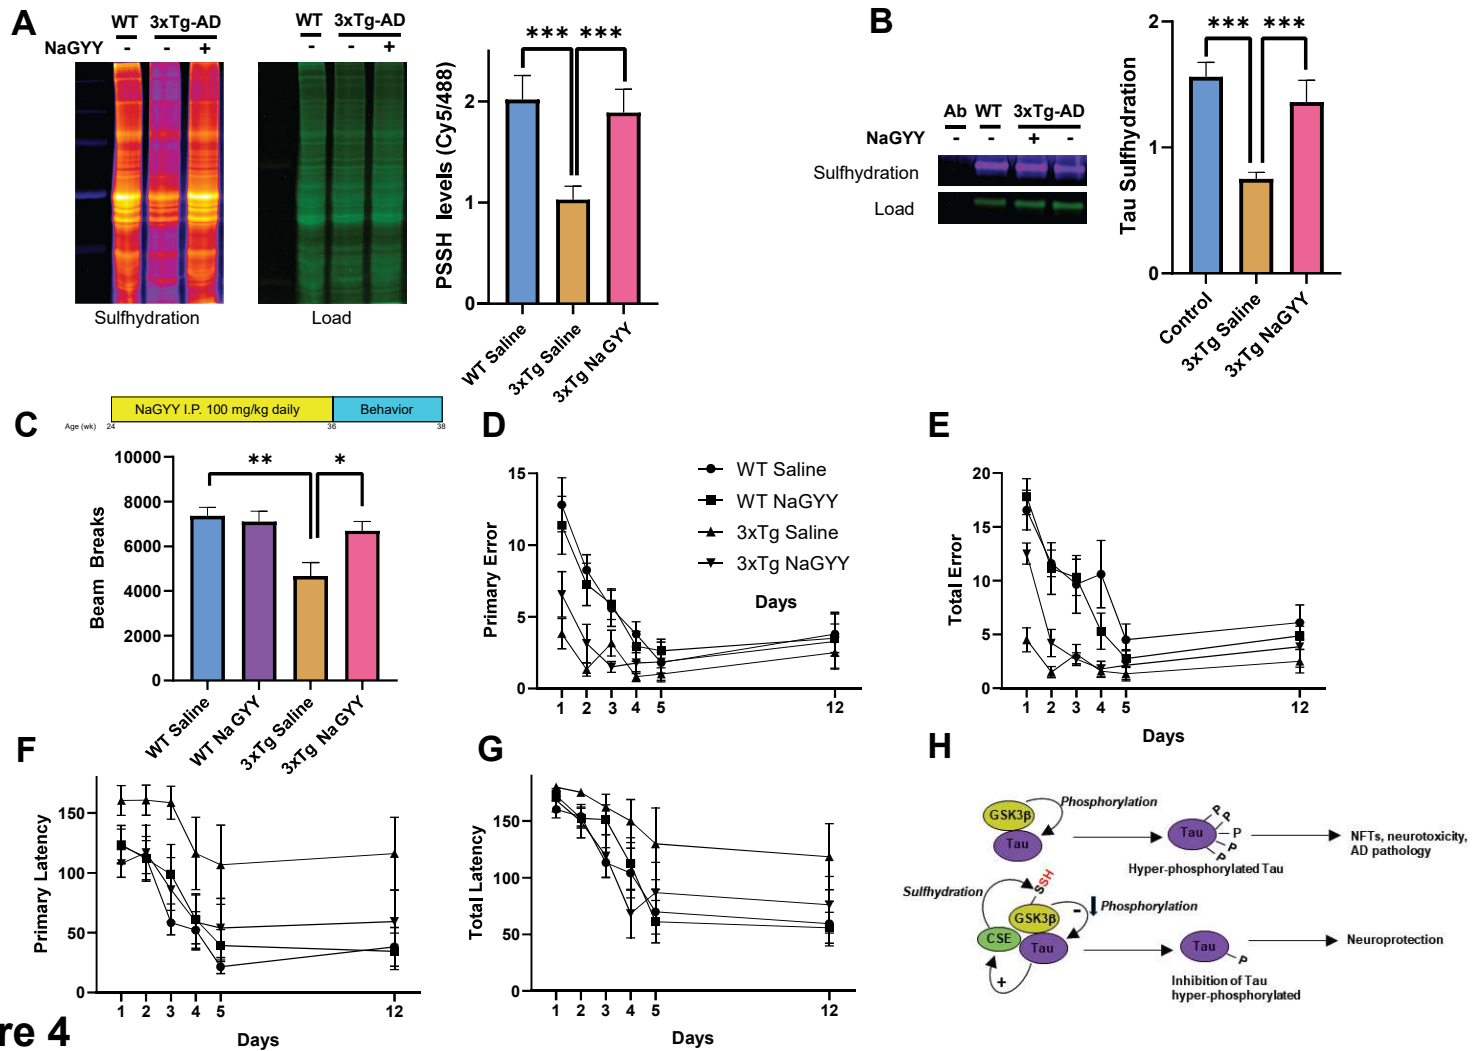 A
WT 3xTg-AD
NaGYY - - +
Sulfhydration
WT 3xTg-AD
- - +
Load
*** ***
PSSH levels (Cy5/488)
2
1
0
WT Saline
3xTg Saline
3xTg NaGYY
B
Ab WT 3xTg-AD
NaGYY - - + -
Sulfhydration
Load
*** ***
Tau Sulfhydration
2
1
0
Control
3xTg Saline
3xTg NaGYY
C
NaGYY I.P. 100 mg/kg daily Behavior
Age (wk) 24 36 38
** *
Beam Breaks
10000
8000
6000
4000
2000
0
WT Saline
WT NaGYY
3xTg Saline
3xTg NaGYY
D
Primary Error
15
10
5
0
1 2 3 4 5 12
WT Saline
WT NaGYY
3xTg Saline
3xTg NaGYY
Days
E
Total Error
20
15
10
5
0
1 2 3 4 5 12
Days
F
Primary Latency
150
100
50
0
1 2 3 4 5 12
Days
G
Total Latency
150
100
50
0
1 2 3 4 5 12
Days
H
GSK3β
Phosphorylation
Tau
Tau
P
P
P
P
P
Hyper-phosphorylated Tau
NFTs, neurotoxicity,
AD pathology
Sulfhydration
SSH
GSK3β
-
Phosphorylation
CSE
Tau
+
Tau
P
Inhibition of Tau
hyper-phosphorylated
Neuroprotection
re 4